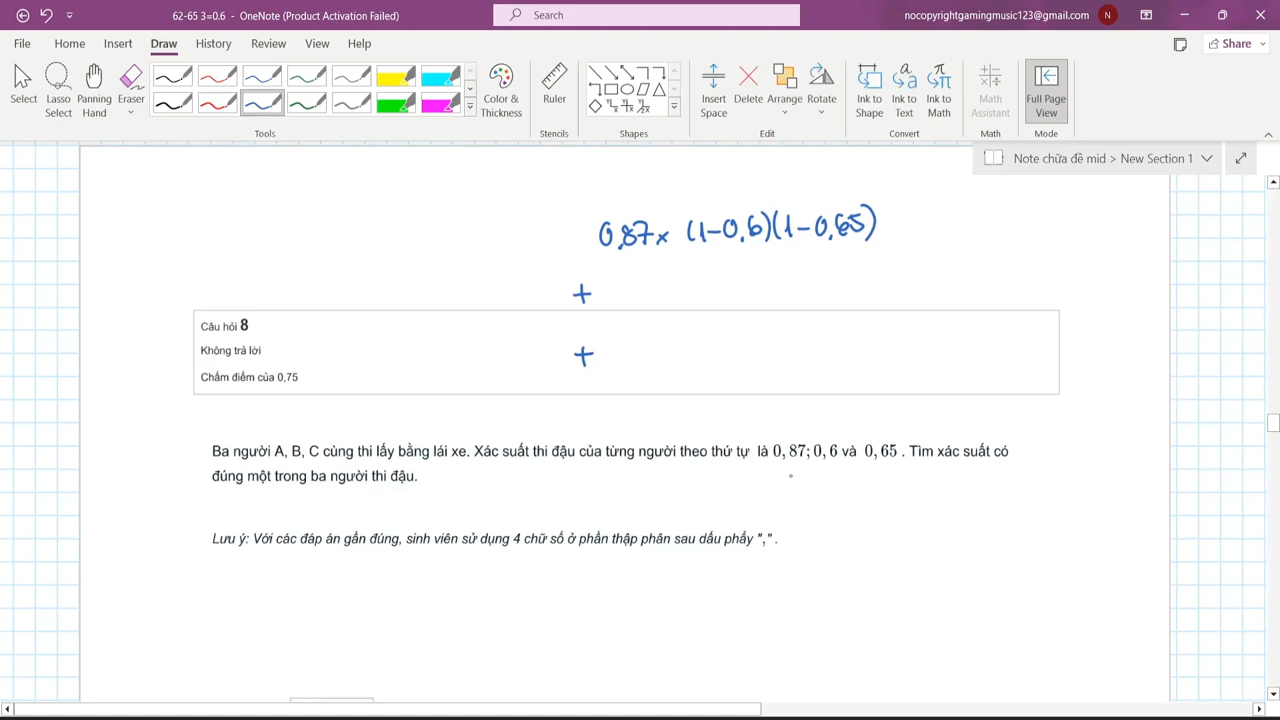 62-65 3=0.6 - OneNote (Product Activation Failed)
Search
nocopyrightgamingmusic123@gmail.com
N
File Home Insert Draw History Review View Help
Share
Select
Lasso Select
Panning Hand
Eraser
Color & Thickness
Ruler
Insert Space
Delete
Arrange
Rotate
Ink to Shape
Ink to Text
Ink to Math
Math Assistant
Full Page View
Tools Stencils Shapes Edit Convert Math Mode
Note chữa đề mid > New Section 1
0,87 x (1-0,6)(1-0,65)
+
Câu hỏi 8
Không trả lời
+
Chấm điểm của 0,75
Ba người A, B, C cùng thi lấy bằng lái xe. Xác suất thi đậu của từng người theo thứ tự là 0, 87; 0, 6 và 0, 65 . Tìm xác suất có
đúng một trong ba người thi đậu.
Lưu ý: Với các đáp án gần đúng, sinh viên sử dụng 4 chữ số ở phần thập phân sau dấu phẩy "," .